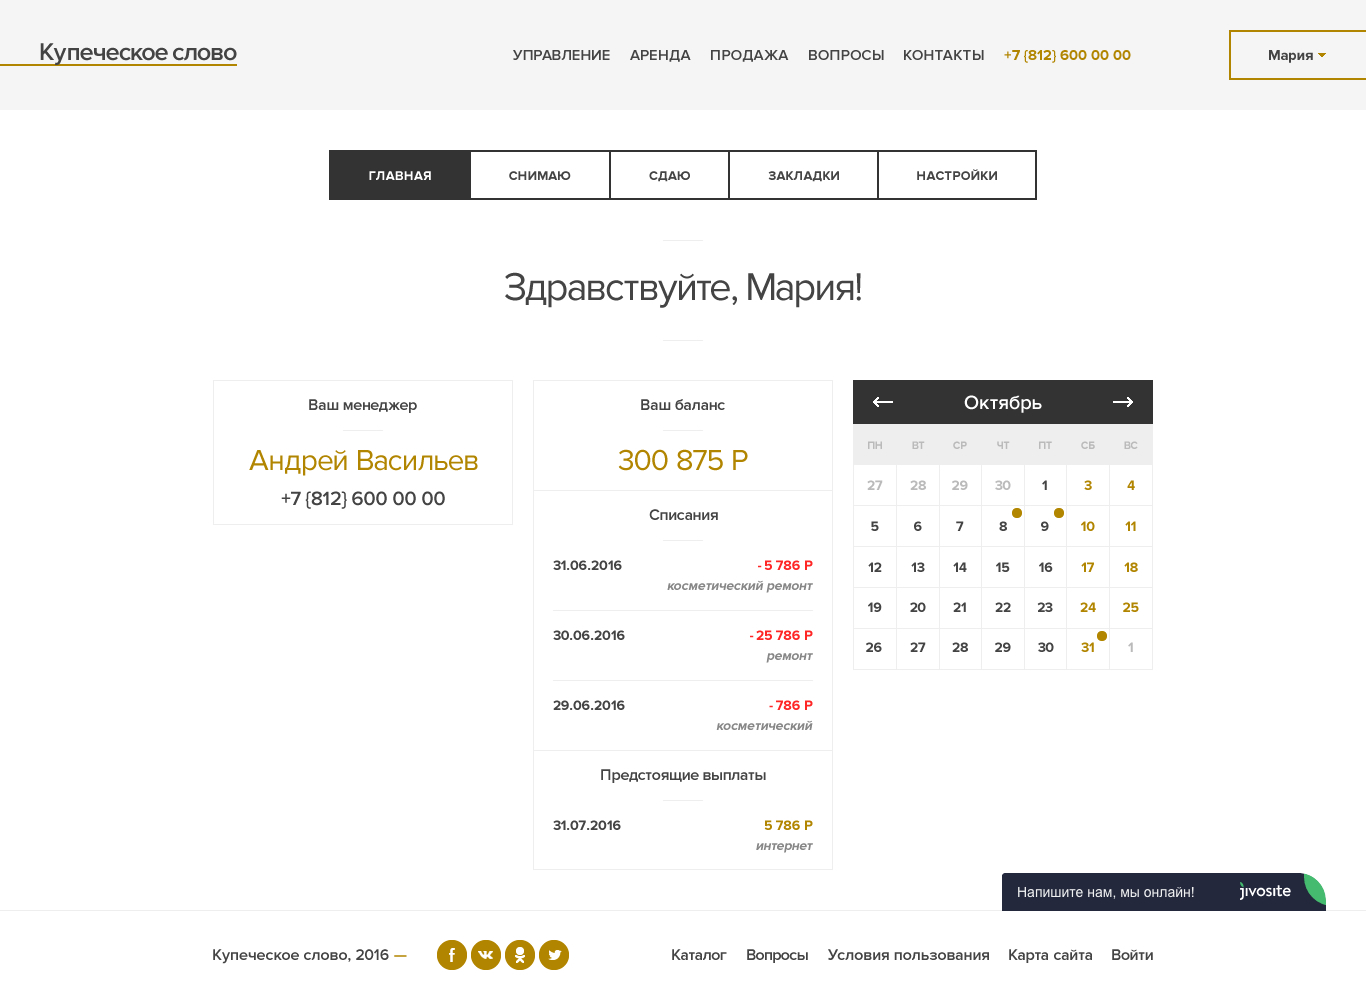 Купеческое слово
УПРАВЛЕНИЕ АРЕНДА ПРОДАЖА ВОПРОСЫ КОНТАКТЫ +7 {812} 600 00 00
Мария
ГЛАВНАЯ СНИМАЮ СДАЮ ЗАКЛАДКИ НАСТРОЙКИ
Здравствуйте, Мария!
Ваш менеджер
Андрей Васильев
+7 {812} 600 00 00
Ваш баланс
300 875 Р
Списания
31.06.2016 - 5 786 Р
косметический ремонт
30.06.2016 - 25 786 Р
ремонт
29.06.2016 - 786 Р
косметический
Предстоящие выплаты
31.07.2016 5 786 Р
интернет
Октябрь
ПН ВТ СР ЧТ ПТ СБ ВС
27 28 29 30 1 3 4
5 6 7 8 9 10 11
12 13 14 15 16 17 18
19 20 21 22 23 24 25
26 27 28 29 30 31 1
Напишите нам, мы онлайн! jivosite
Купеческое слово, 2016 —
Каталог Вопросы Условия пользования Карта сайта Войти